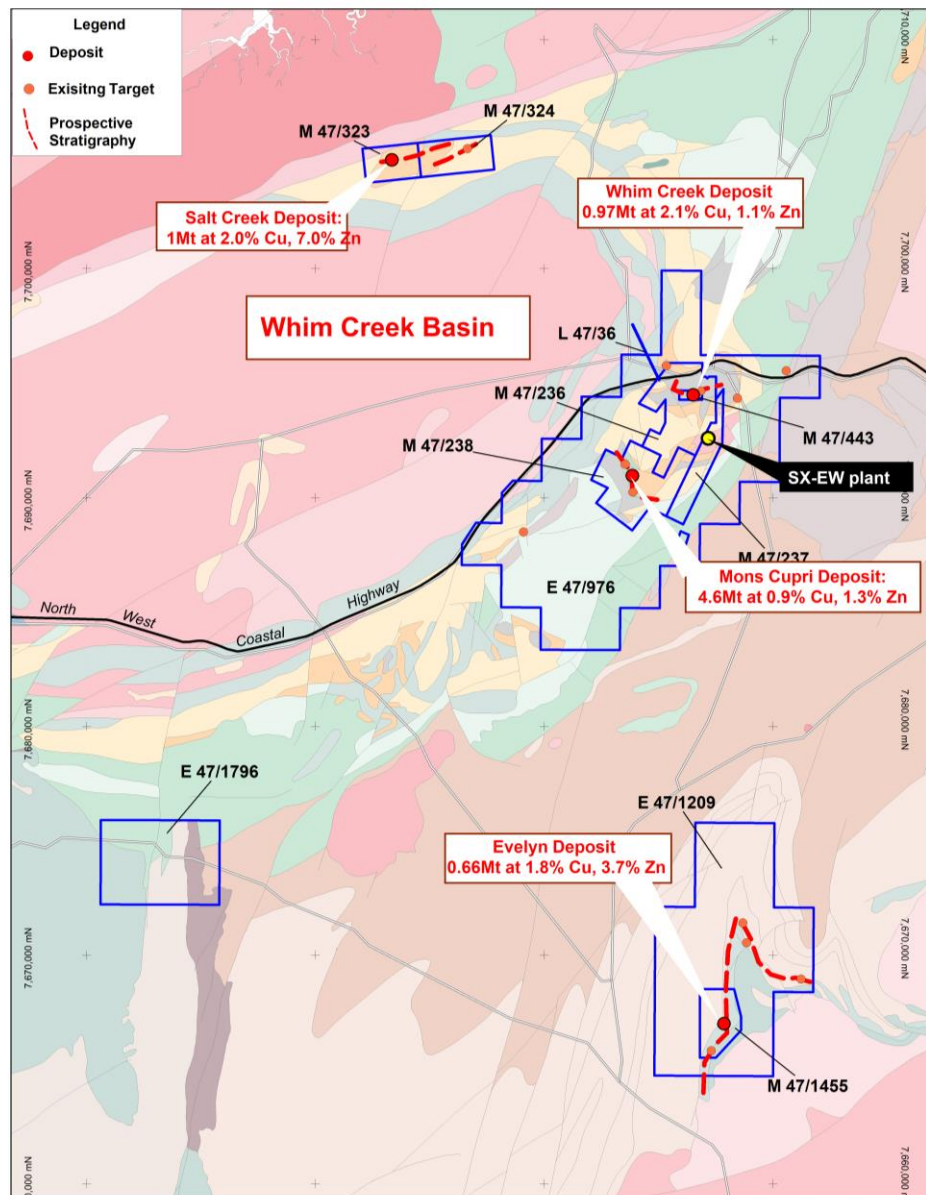 Legend
Deposit
Exisitng Target
Prospective
Stratigraphy
7,710,000 mN
M 47/323
M 47/324
Whim Creek Deposit
0.97Mt at 2.1% Cu, 1.1% Zn
Salt Creek Deposit:
1Mt at 2.0% Cu, 7.0% Zn
7,700,000 mN
7,700,000 mN
Whim Creek Basin
L 47/36
M 47/236
M 47/238
M 47/443
SX-EW plant
7,690,000 mN
M 47/237
Mons Cupri Deposit:
4.6Mt at 0.9% Cu, 1.3% Zn
E 47/976
North West Coastal Highway
7,680,000 mN
7,680,000 mN
E 47/1796
E 47/1209
Evelyn Deposit
0.66Mt at 1.8% Cu, 3.7% Zn
7,670,000 mN
7,670,000 mN
M 47/1455
7,660,000 mN